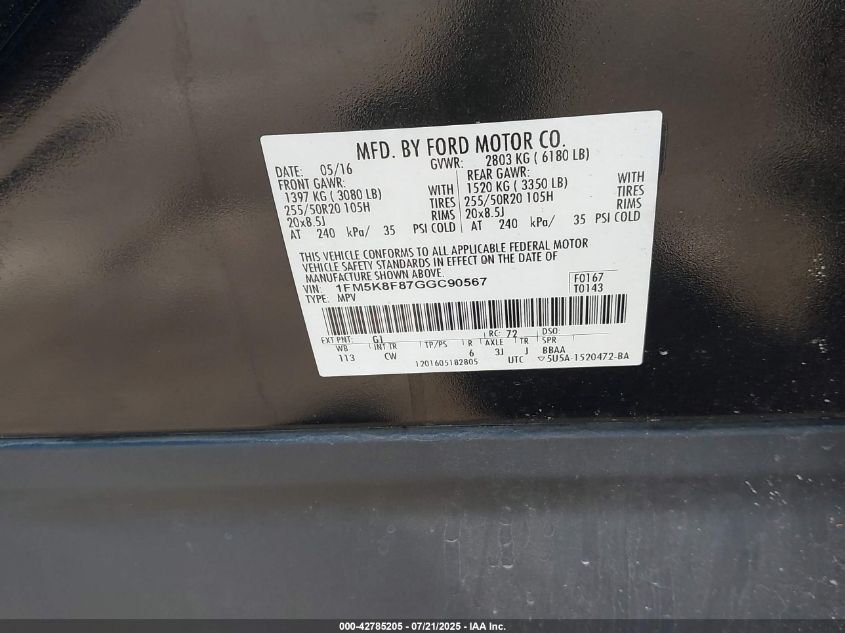 MFD. BY FORD MOTOR CO.
DATE: 05/16 GVWR: 2803 KG ( 6180 LB)
FRONT GAWR: REAR GAWR:
1397 KG ( 3080 LB) WITH 1520 KG ( 3350 LB) WITH
255/50R20 105H TIRES 255/50R20 105H TIRES
20x8.5J RIMS 20x8.5J RIMS
AT 240 kPa/ 35 PSI COLD AT 240 kPa/ 35 PSI COLD
THIS VEHICLE CONFORMS TO ALL APPLICABLE FEDERAL MOTOR
VEHICLE SAFETY STANDARDS IN EFFECT ON THE DATE OF
MANUFACTURE SHOWN ABOVE.
VIN: 1FM5K8F87GGC90567 F0167
TYPE: MPV T0143
EXT PNT: G1 RC: 72 DSO:
WB INT TR TP/PS R AXLE TR SPR
113 CW 6 3J J BBAA
1201605182805 UTC ▽5U5A-1520472-BA
000-42785205 - 07/21/2025 - IAA Inc.